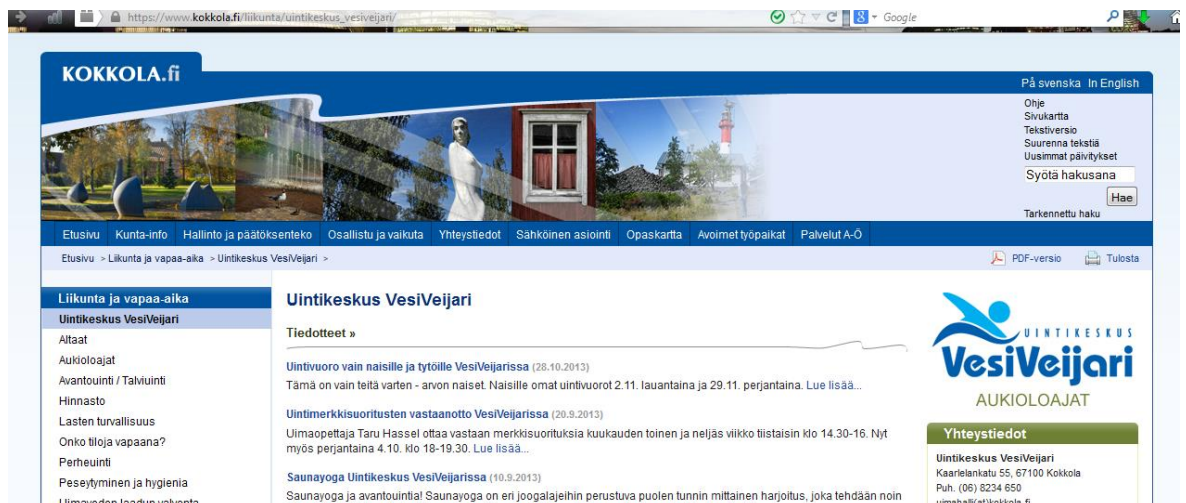 https://www.kokkola.fi/liikunta/uintikeskus_vesiveijari/
Google
KOKKOLA.fi
På svenska In English
Ohje
Sivukartta
Tekstiversio
Suurenna tekstiä
Uusimmat päivitykset
Syötä hakusana
Hae
Tarkennettu haku
Etusivu Kunta-info Hallinto ja päätöksenteko Osallistu ja vaikuta Yhteystiedot Sähköinen asiointi Opaskartta Avoimet työpaikat Palvelut A-Ö
Etusivu > Liikunta ja vapaa-aika > Uintikeskus VesiVeijari >
PDF-versio Tulosta
Liikunta ja vapaa-aika
Uintikeskus VesiVeijari
Altaat
Aukioloajat
Avantouinti / Talviuinti
Hinnasto
Lasten turvallisuus
Onko tiloja vapaana?
Perheuinti
Peseytyminen ja hygienia
Uimaveden laadun valvonta
Uintikeskus VesiVeijari
Tiedotteet »
Uintivuoro vain naisille ja tytöille VesiVeijarissa (28.10.2013)
Tämä on vain teitä varten - arvon naiset. Naisille omat uintivuorot 2.11. lauantaina ja 29.11. perjantaina. Lue lisää...
Uintimerkkisuoritusten vastaanotto VesiVeijarissa (20.9.2013)
Uimaopettaja Taru Hassel ottaa vastaan merkkisuorituksia kuukauden toinen ja neljäs viikko tiistaisin klo 14.30-16. Nyt
myös perjantaina 4.10. klo 18-19.30. Lue lisää...
Saunayoga Uintikeskus VesiVeijarissa (10.9.2013)
Saunayoga ja avantouintia! Saunayoga on eri joogalajeihin perustuva puolen tunnin mittainen harjoitus, joka tehdään noin
UINTIKESKUS
VesiVeijari
AUKIOLOAJAT
Yhteystiedot
Uintikeskus VesiVeijari
Kaarlelankatu 55, 67100 Kokkola
Puh. (06) 8234 650
uimahalli(at)kokkola.fi